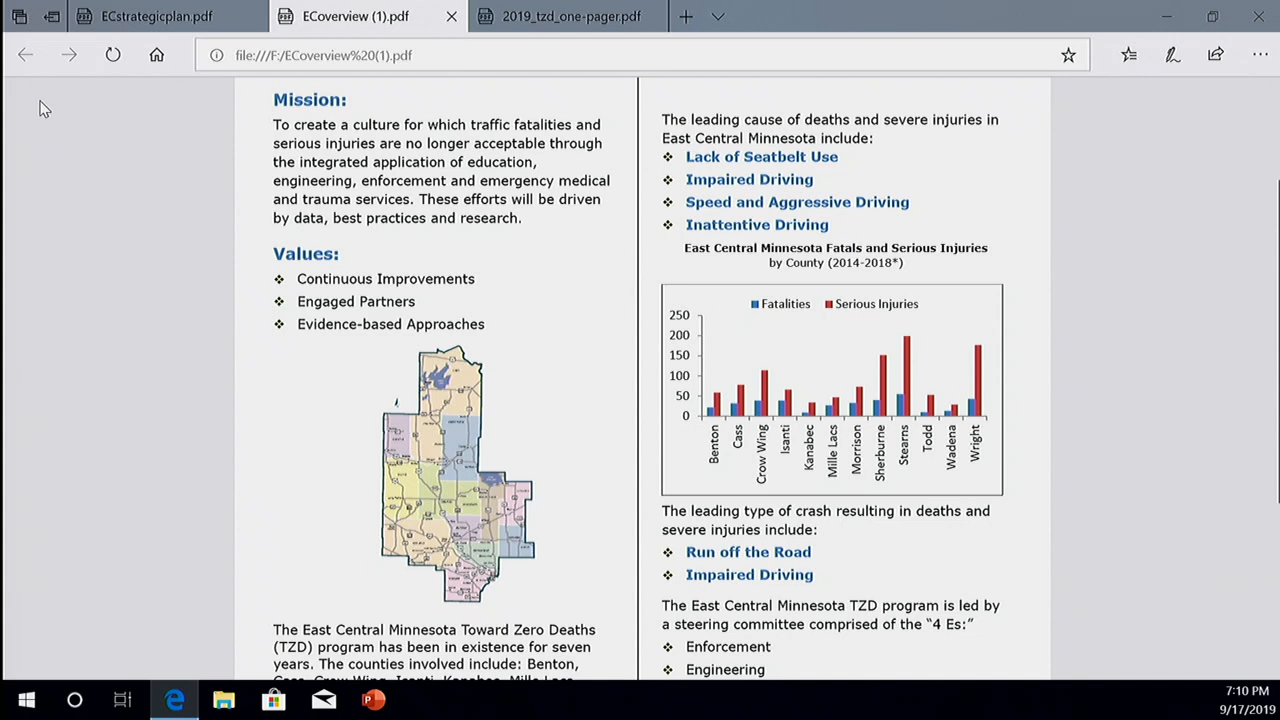 ECstrategicplan.pdf
ECoverview (1).pdf
2019_tzd_one-pager.pdf
file:///F:/ECoverview%20(1).pdf
Mission:
To create a culture for which traffic fatalities and
serious injuries are no longer acceptable through
the integrated application of education,
engineering, enforcement and emergency medical
and trauma services. These efforts will be driven
by data, best practices and research.
Values:
Continuous Improvements
Engaged Partners
Evidence-based Approaches
The East Central Minnesota Toward Zero Deaths
(TZD) program has been in existence for seven
years. The counties involved include: Benton,
Cass, Crow Wing, Isanti, Kanabec, Mille Lacs
The leading cause of deaths and severe injuries in
East Central Minnesota include:
Lack of Seatbelt Use
Impaired Driving
Speed and Aggressive Driving
Inattentive Driving
East Central Minnesota Fatals and Serious Injuries
by County (2014-2018*)
Fatalities Serious Injuries
250
200
150
100
50
0
Benton
Cass
Crow Wing
Isanti
Kanabec
Mille Lacs
Morrison
Sherburne
Stearns
Todd
Wadena
Wright
The leading type of crash resulting in deaths and
severe injuries include:
Run off the Road
Impaired Driving
The East Central Minnesota TZD program is led by
a steering committee comprised of the “4 Es:”
Enforcement
Engineering
7:10 PM
9/17/2019